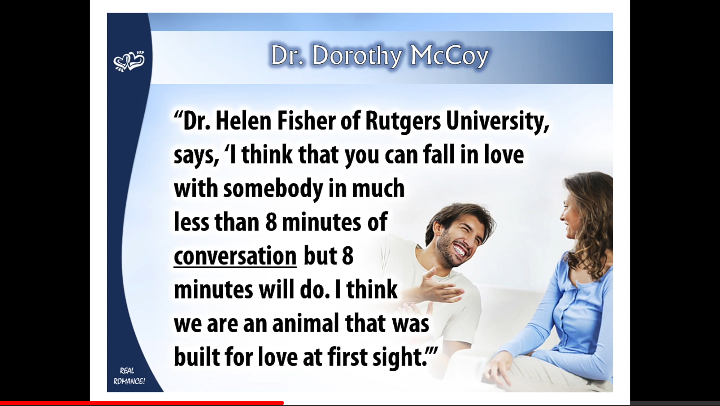 Dr. Dorothy McCoy
“Dr. Helen Fisher of Rutgers University,
says, ‘I think that you can fall in love
with somebody in much
less than 8 minutes of
conversation but 8
minutes will do. I think
we are an animal that was
built for love at first sight.’”
REAL
ROMANCE!